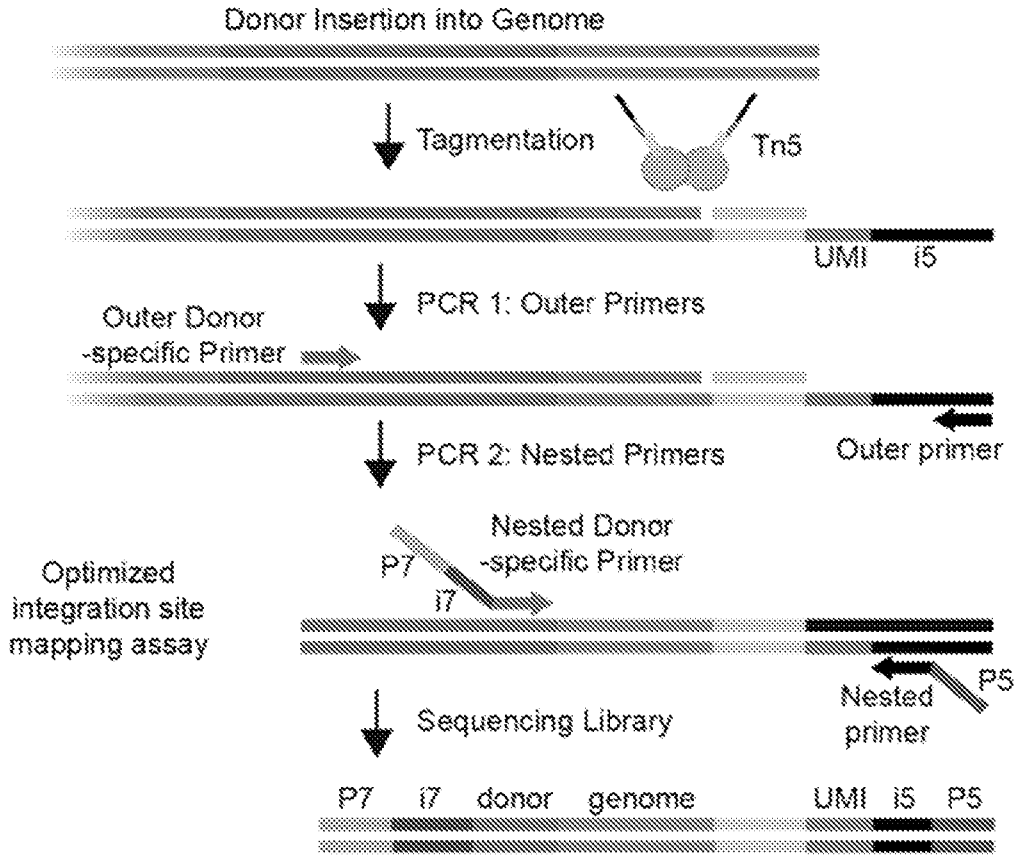 Donor Insertion into Genome
Tagmentation
Tn5
UMI i5
PCR 1: Outer Primers
Outer Donor
-specific Primer
Outer primer
PCR 2: Nested Primers
Nested Donor
-specific Primer
P7
i7
Optimized
integration site
mapping assay
P5
Nested
primer
Sequencing Library
P7 i7 donor genome UMI i5 P5